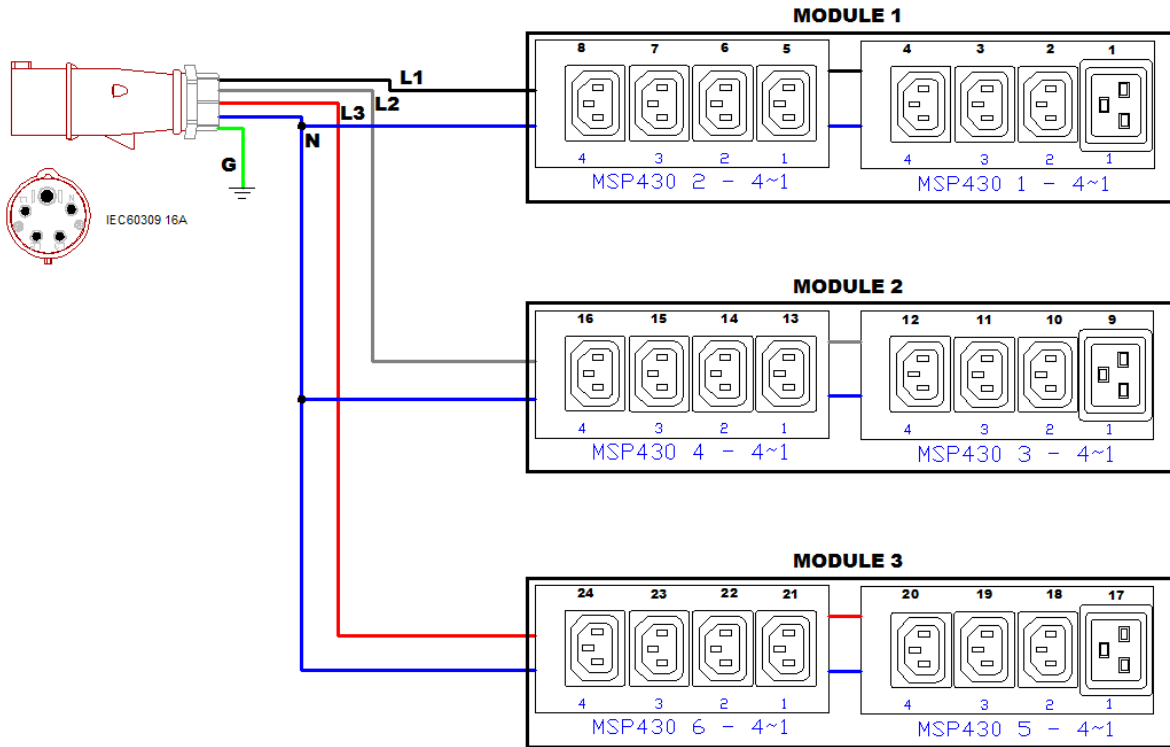 MODULE 1
8 7 6 5 4 3 2 1
L1
L2
L3
N
G
4 3 2 1 4 3 2 1
MSP430 2 - 4~1 MSP430 1 - 4~1
IEC60309 16A
MODULE 2
16 15 14 13 12 11 10 9
4 3 2 1 4 3 2 1
MSP430 4 - 4~1 MSP430 3 - 4~1
MODULE 3
24 23 22 21 20 19 18 17
4 3 2 1 4 3 2 1
MSP430 6 - 4~1 MSP430 5 - 4~1